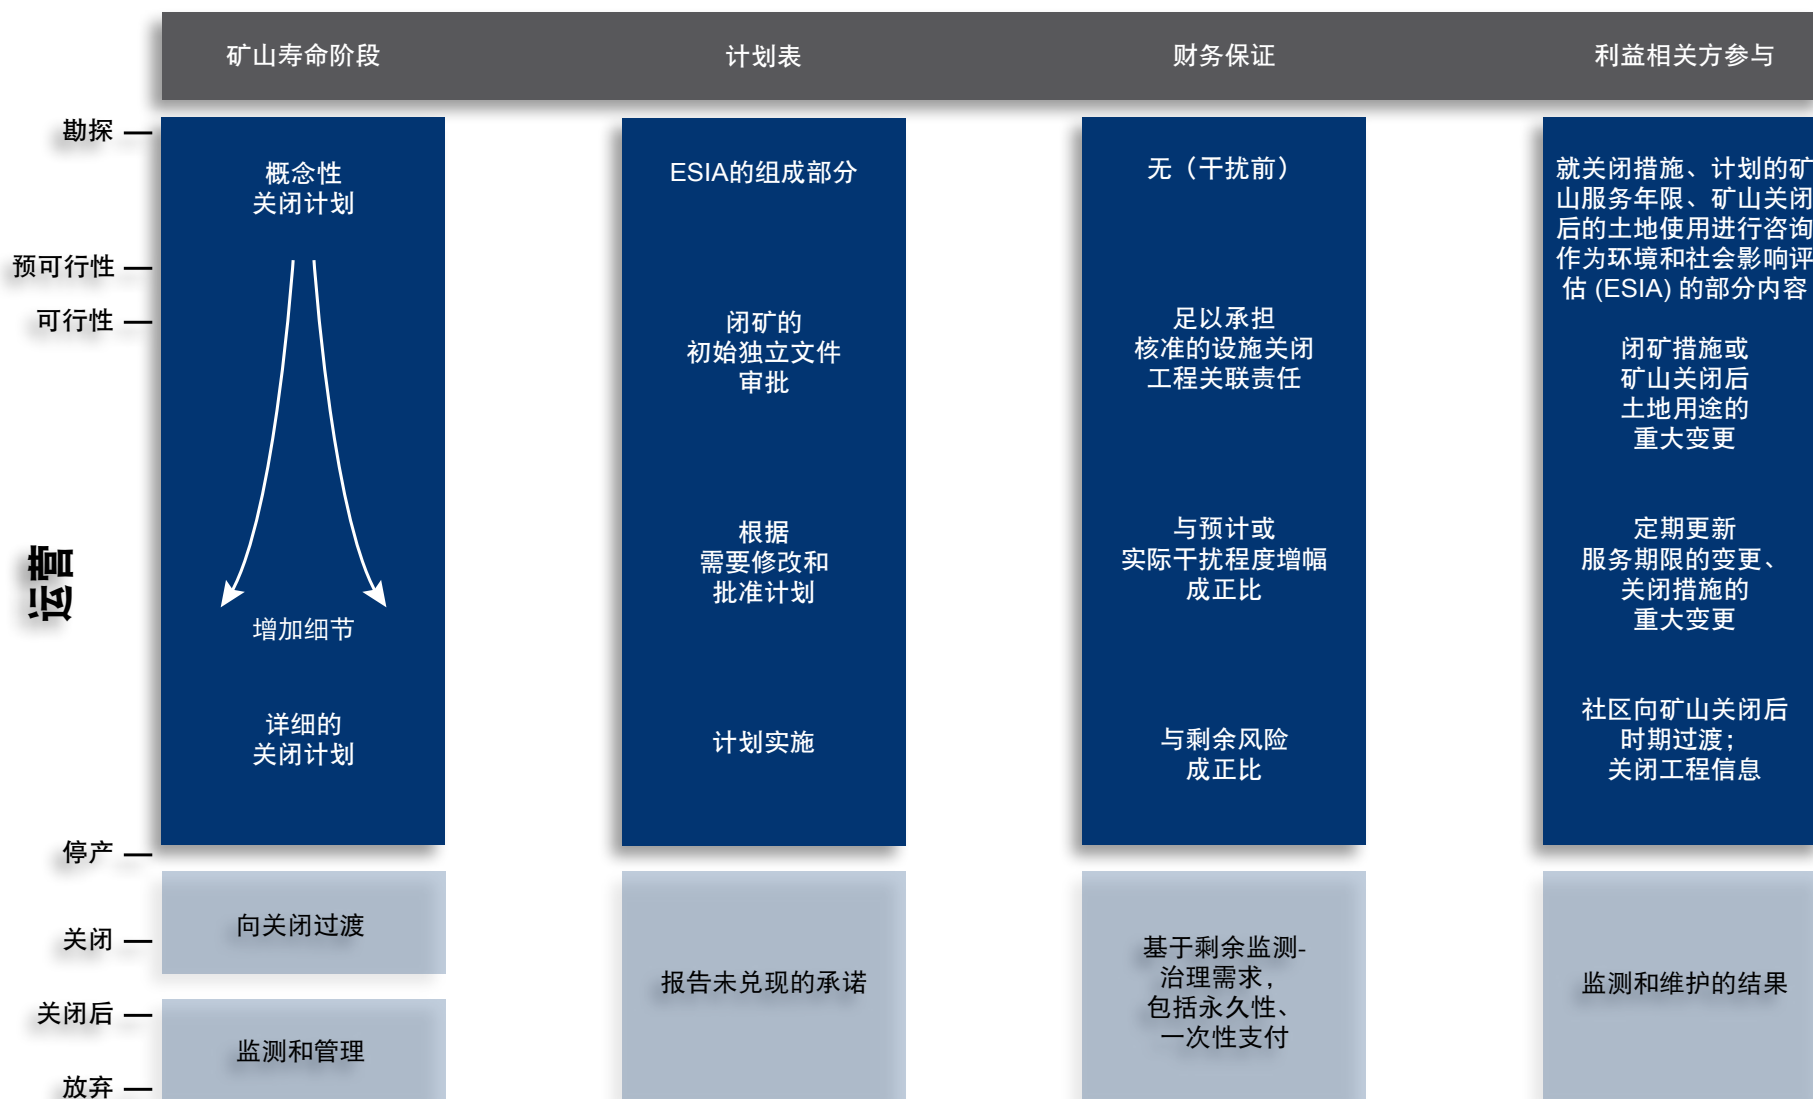 矿山寿命阶段
计划表
财务保证
利益相关方参与
勘探
预可行性
可行性
运营
停产
关闭
关闭后
放弃
概念性
关闭计划
增加细节
详细的
关闭计划
向关闭过渡
监测和管理
ESIA的组成部分
闭矿的
初始独立文件
审批
根据
需要修改和
批准计划
计划实施
报告未兑现的承诺
无（干扰前）
足以承担
核准的设施关闭
工程关联责任
与预计或
实际干扰程度增幅
成正比
与剩余风险
成正比
基于剩余监测-
治理需求，
包括永久性、
一次性支付
就关闭措施、计划的矿
山服务年限、矿山关闭
后的土地使用进行咨询
作为环境和社会影响评
估 (ESIA) 的部分内容
闭矿措施或
矿山关闭后
土地用途的
重大变更
定期更新
服务期限的变更、
关闭措施的
重大变更
社区向矿山关闭后
时期过渡；
关闭工程信息
监测和维护的结果